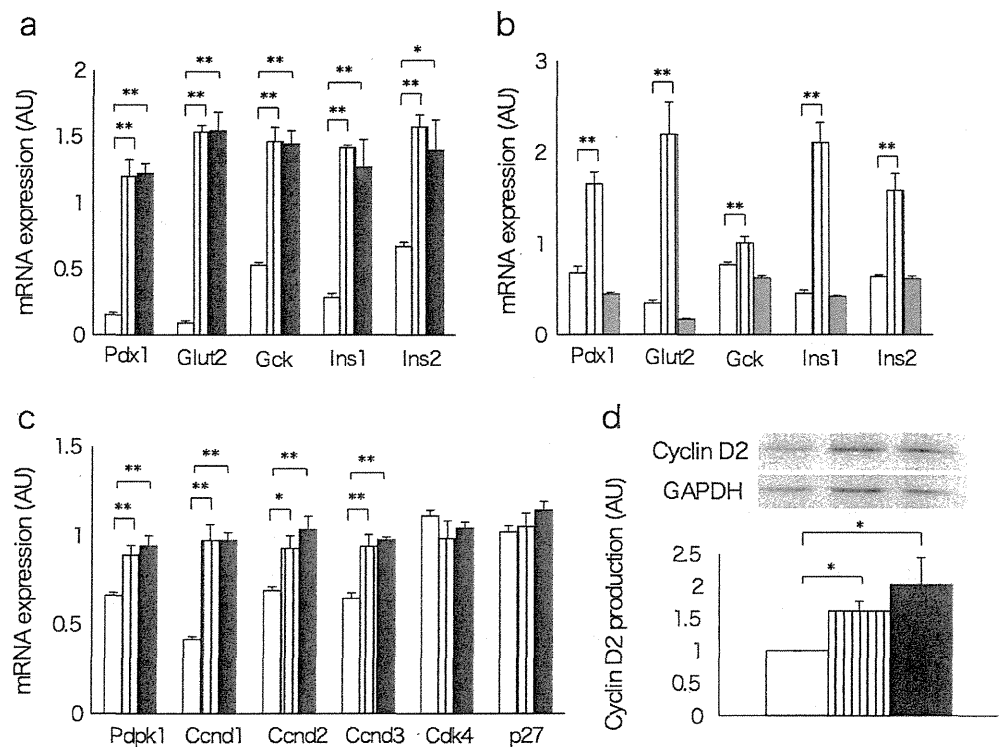 a
mRNA expression (AU)
2
1.5
1
0.5
0
** ** ** ** *
** ** ** ** **
Pdx1 Glut2 Gck Ins1 Ins2
b
mRNA expression (AU)
3
2
1
0
** ** ** ** **
Pdx1 Glut2 Gck Ins1 Ins2
c
mRNA expression (AU)
1.5
1
0.5
0
** ** ** **
** ** * **
Pdpk1 Ccnd1 Ccnd2 Ccnd3 Cdk4 p27
d
Cyclin D2
GAPDH
Cyclin D2 production (AU)
2.5
2
1.5
1
0.5
0
*
*